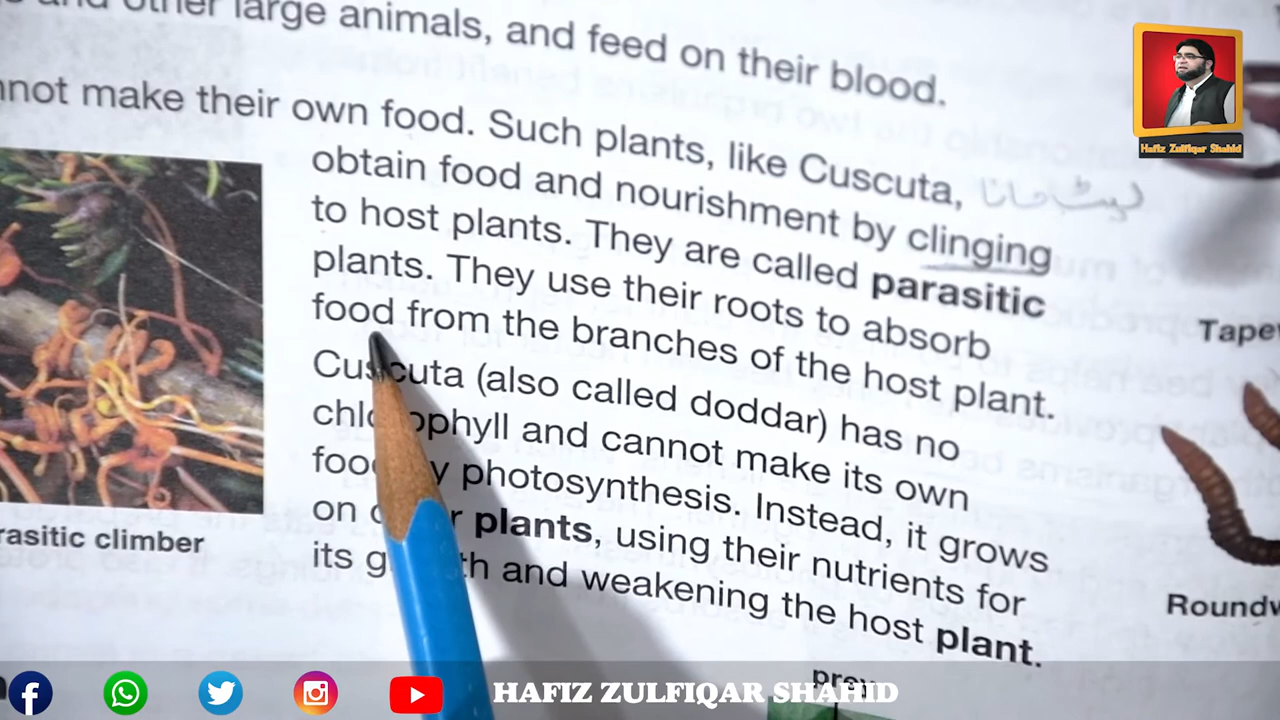 and other large animals, and feed on their blood.
make their own food. Such plants, like Cuscuta,
obtain food and nourishment by clinging
to host plants. They are called parasitic
plants. They use their roots to absorb
food from the branches of the host plant.
Cuscuta (also called doddar) has no
chlorophyll and cannot make its own
food by photosynthesis. Instead, it grows
on other plants, using their nutrients for
its growth and weakening the host plant.
climber
Hafiz Zulfiqar Shahid
HAFIZ ZULFIQAR SHAHID